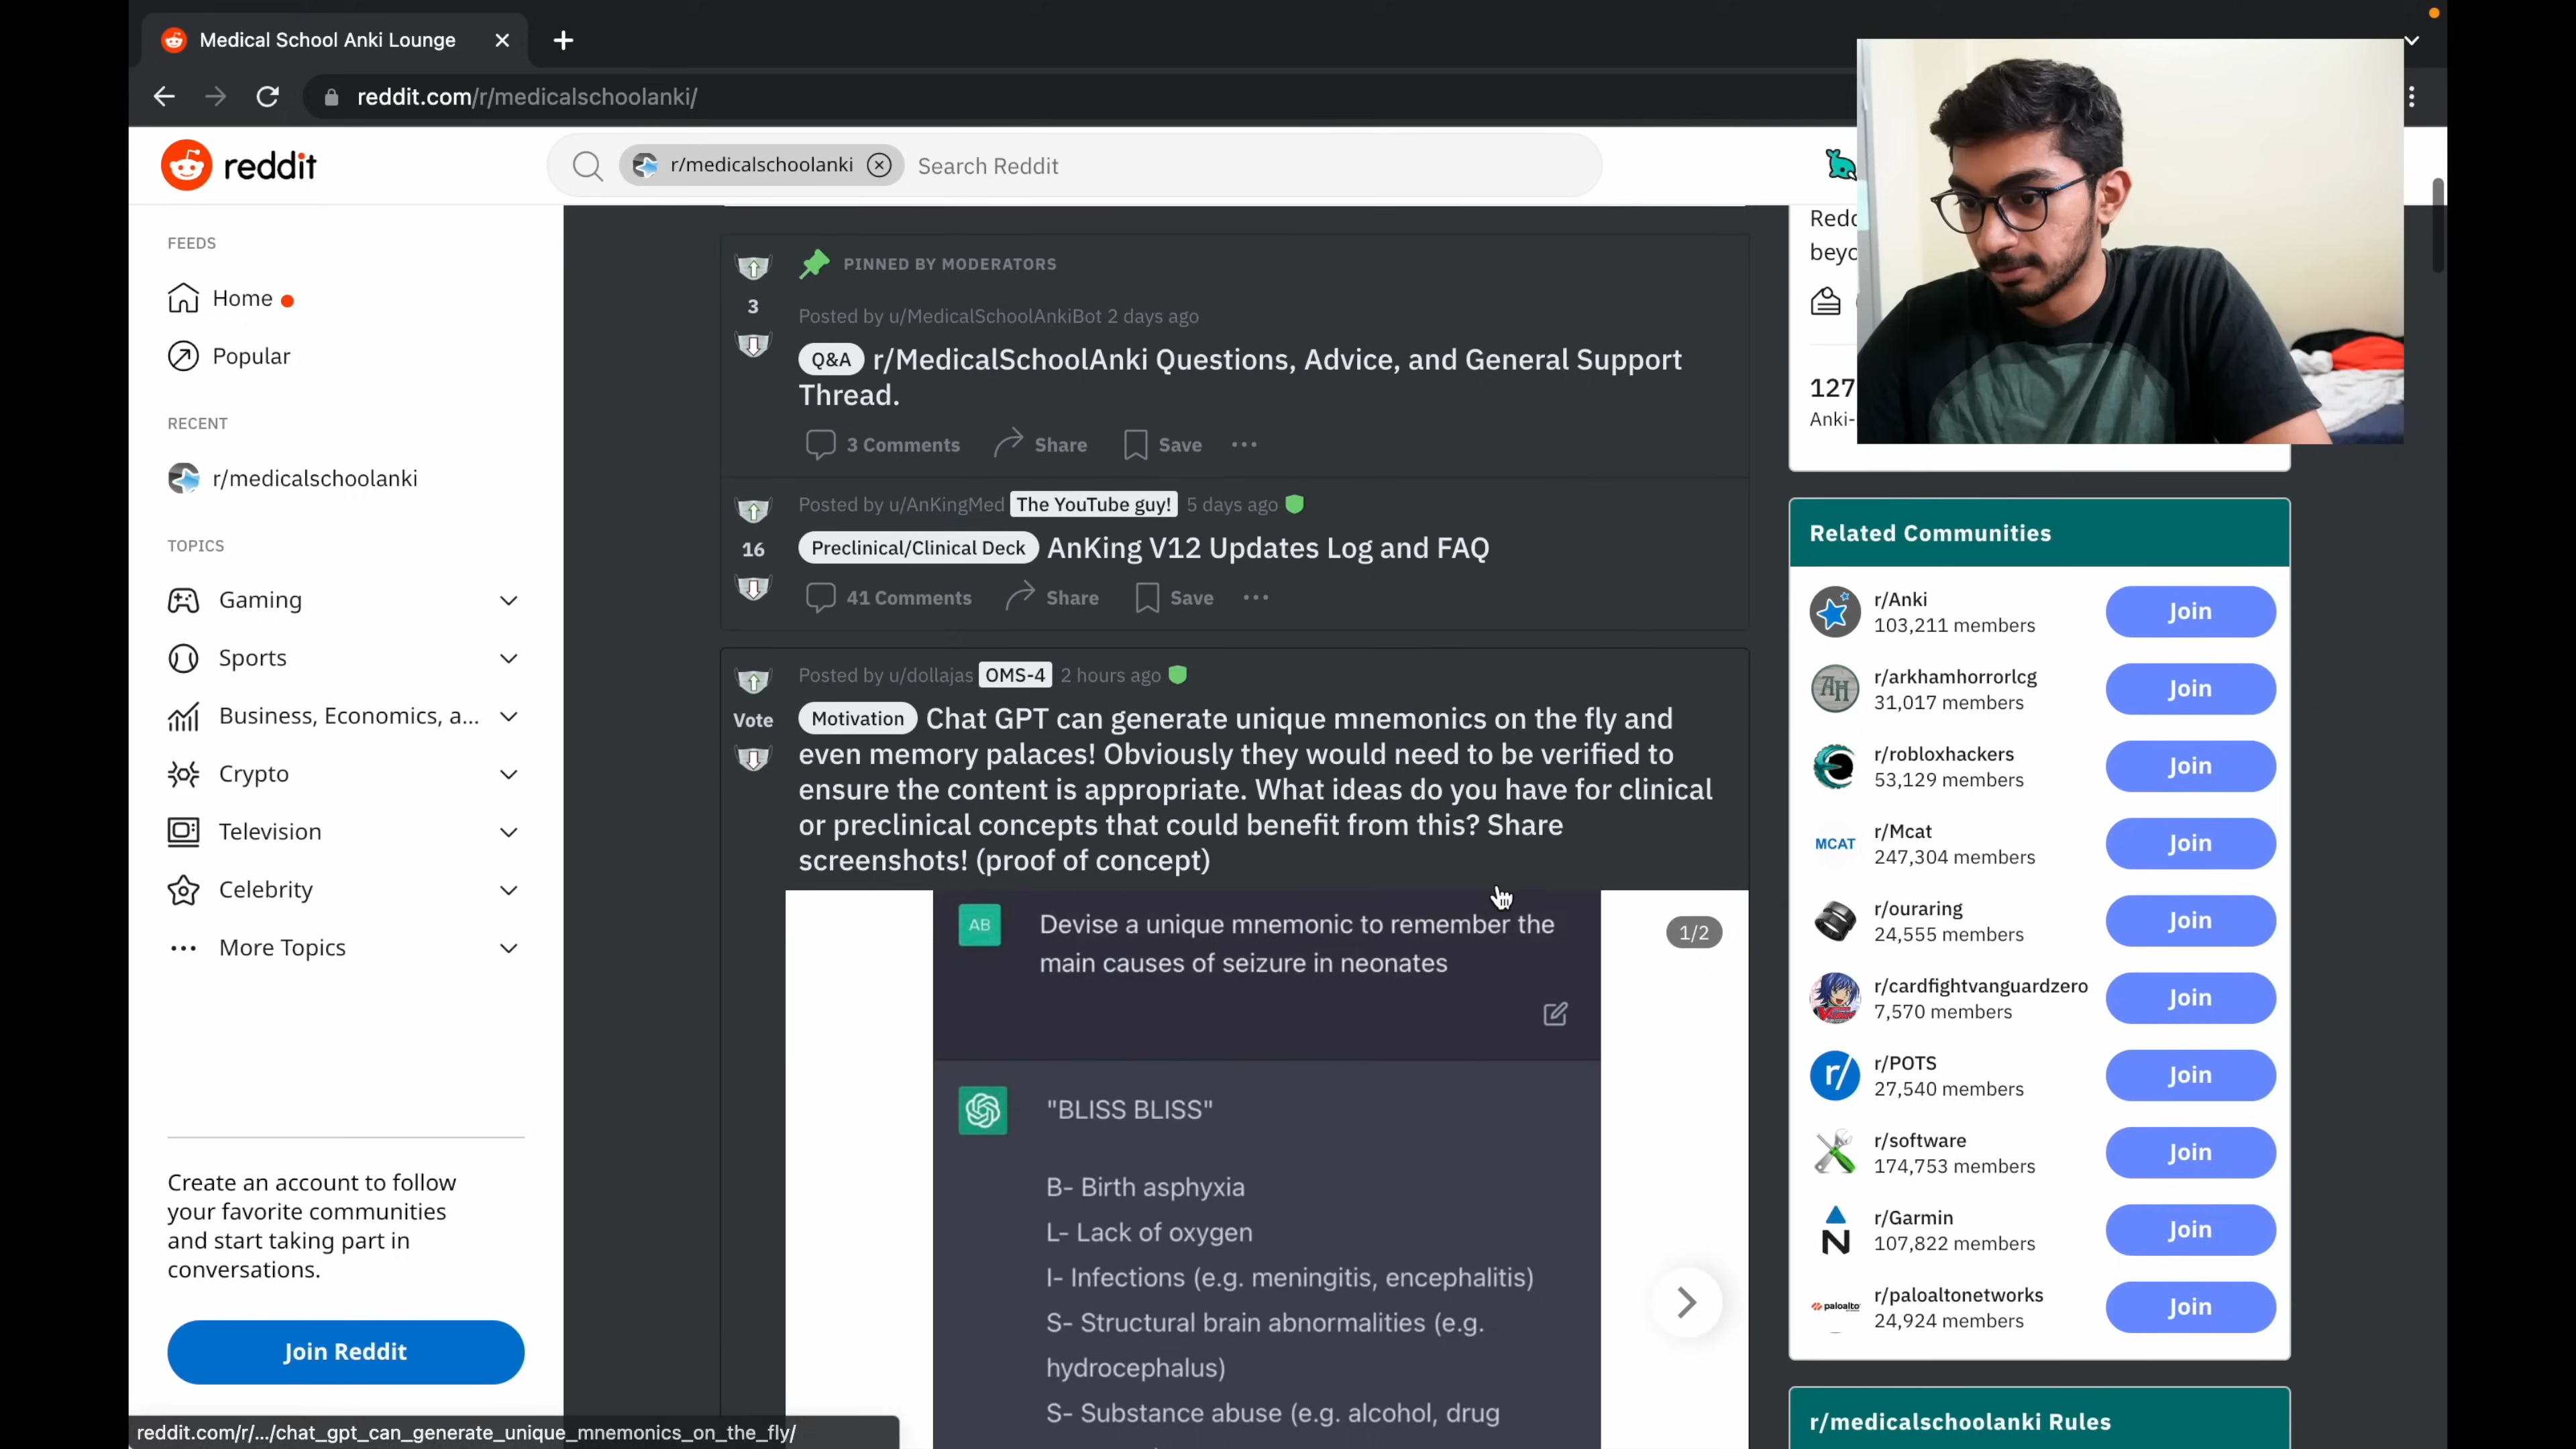 Medical School Anki Lounge
reddit.com/r/medicalschoolanki/
reddit
r/medicalschoolanki
Search Reddit
FEEDS
Home
Popular
RECENT
r/medicalschoolanki
TOPICS
Gaming
Sports
Business, Economics, a...
Crypto
Television
Celebrity
More Topics
Create an account to follow
your favorite communities
and start taking part in
conversations.
Join Reddit
reddit.com/r/.../chat_gpt_can_generate_unique_mnemonics_on_the_fly/
PINNED BY MODERATORS
3
Posted by u/MedicalSchoolAnkiBot 2 days ago
Q&A r/MedicalSchoolAnki Questions, Advice, and General Support
Thread.
3 Comments Share Save
Posted by u/AnKingMed The YouTube guy! 5 days ago
16
Preclinical/Clinical Deck AnKing V12 Updates Log and FAQ
41 Comments Share Save
Posted by u/dollajas OMS-4 2 hours ago
Vote
Motivation Chat GPT can generate unique mnemonics on the fly and
even memory palaces! Obviously they would need to be verified to
ensure the content is appropriate. What ideas do you have for clinical
or preclinical concepts that could benefit from this? Share
screenshots! (proof of concept)
AB
Devise a unique mnemonic to remember the
main causes of seizure in neonates
1/2
"BLISS BLISS"
B- Birth asphyxia
L- Lack of oxygen
I- Infections (e.g. meningitis, encephalitis)
S- Structural brain abnormalities (e.g.
hydrocephalus)
S- Substance abuse (e.g. alcohol, drug
127
Anki-
Related Communities
r/Anki
103,211 members
Join
r/arkhamhorrorlcg
31,017 members
Join
r/robloxhackers
53,129 members
Join
MCAT
r/Mcat
247,304 members
Join
r/ouraring
24,555 members
Join
r/cardfightvanguardzero
7,570 members
Join
r/
r/POTS
27,540 members
Join
r/software
174,753 members
Join
r/Garmin
107,822 members
Join
paloalto
r/paloaltonetworks
24,924 members
Join
r/medicalschoolanki Rules